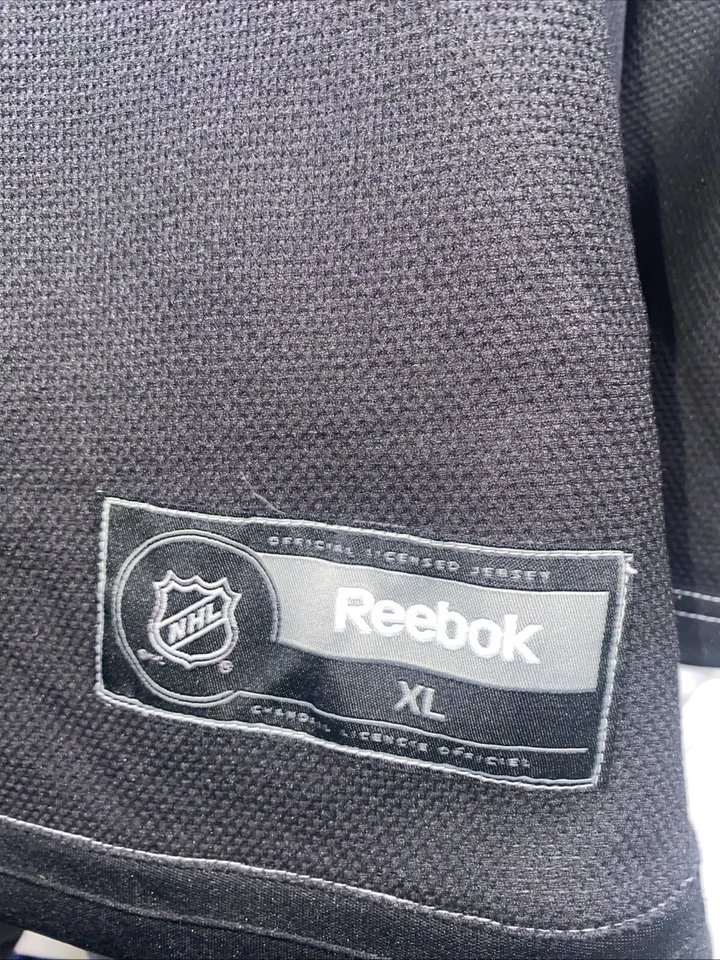 OFFICIAL LICENSED JERSEY
NHL
®
Reebok
XL
CHANDAIL LICENCIÉ OFFICIEL